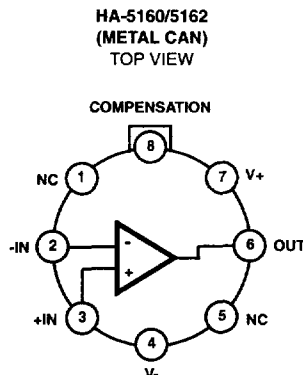 HA-5160/5162
(METAL CAN)
TOP VIEW
COMPENSATION
8
NC 1
7 V+
-IN 2
-
6 OUT
+
+IN 3
5 NC
4
V-